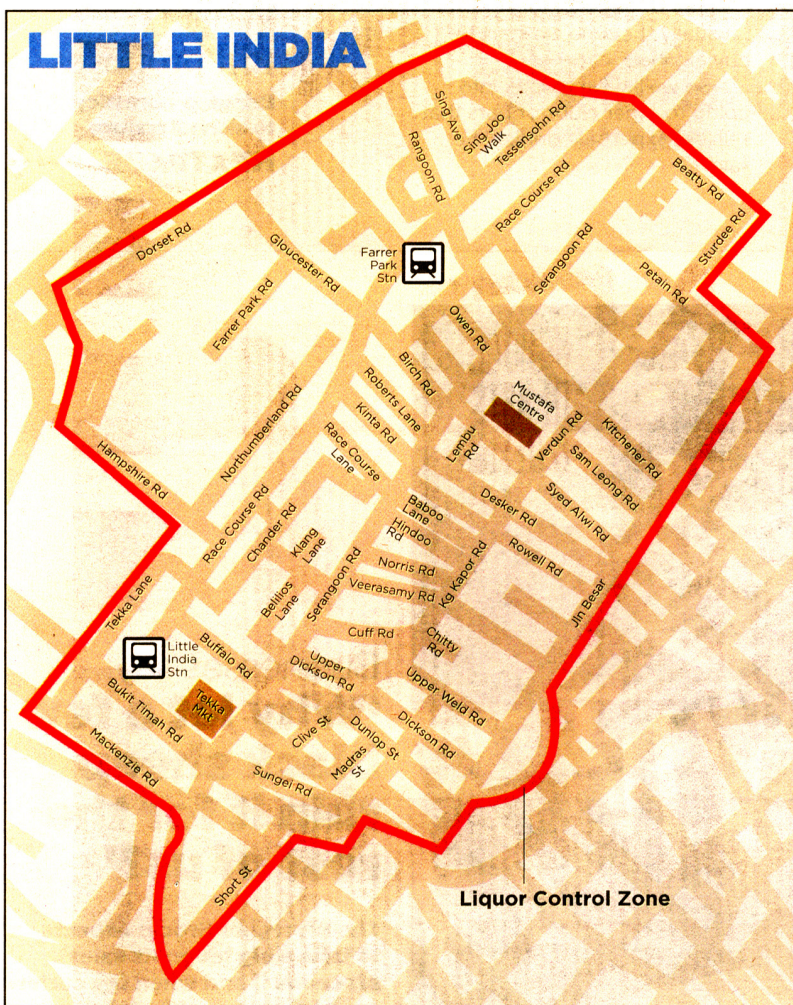 LITTLE INDIA
Sing Ave
Sing Joo
Walk
Tessensohn Rd
Rangoon Rd
Race Course Rd
Beatty Rd
Dorset Rd
Gloucester Rd
Farrer
Park
Stn
Serangoon Rd
Sturdee Rd
Petain Rd
Farrer Park Rd
Owen Rd
Birch Rd
Roberts Lane
Kinta Rd
Mustafa
Centre
Northumberland Rd
Race Course
Lane
Lembu
Rd
Verdun Rd
Kitchener Rd
Sam Leong Rd
Syed Alwi Rd
Hampshire Rd
Race Course Rd
Chander Rd
Klang
Lane
Baboo
Lane
Hindoo
Rd
Desker Rd
Rowell Rd
Norris Rd
Kg Kapor Rd
Veerasamy Rd
Serangoon Rd
Belilios
Lane
Tekka Lane
Jln Besar
Cuff Rd
Chitty
Rd
Little
India
Stn
Buffalo Rd
Upper
Dickson Rd
Upper Weld Rd
Tekka
Mkt
Bukit Timah Rd
Clive St
Dunlop St
Dickson Rd
Madras
St
Mackenzie Rd
Sungei Rd
Short St
Liquor Control Zone